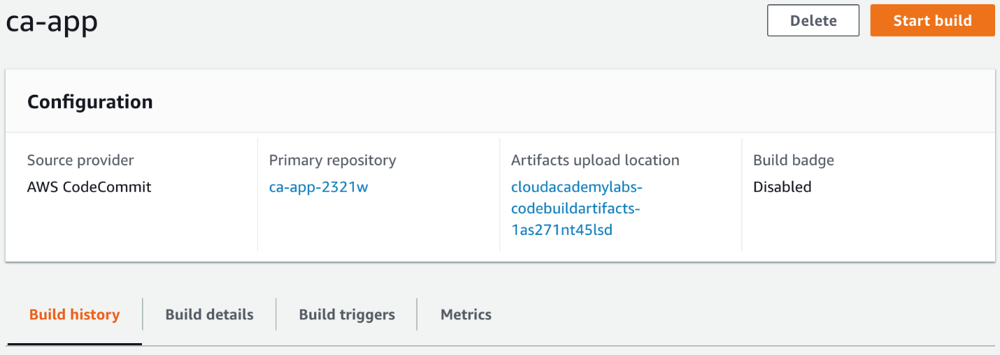 ca-app
Delete
Start build
Configuration
Source provider
AWS CodeCommit
Primary repository
ca-app-2321w
Artifacts upload location
cloudacademylabs-
codebuildartifacts-
1as271nt45lsd
Build badge
Disabled
Build history
Build details
Build triggers
Metrics